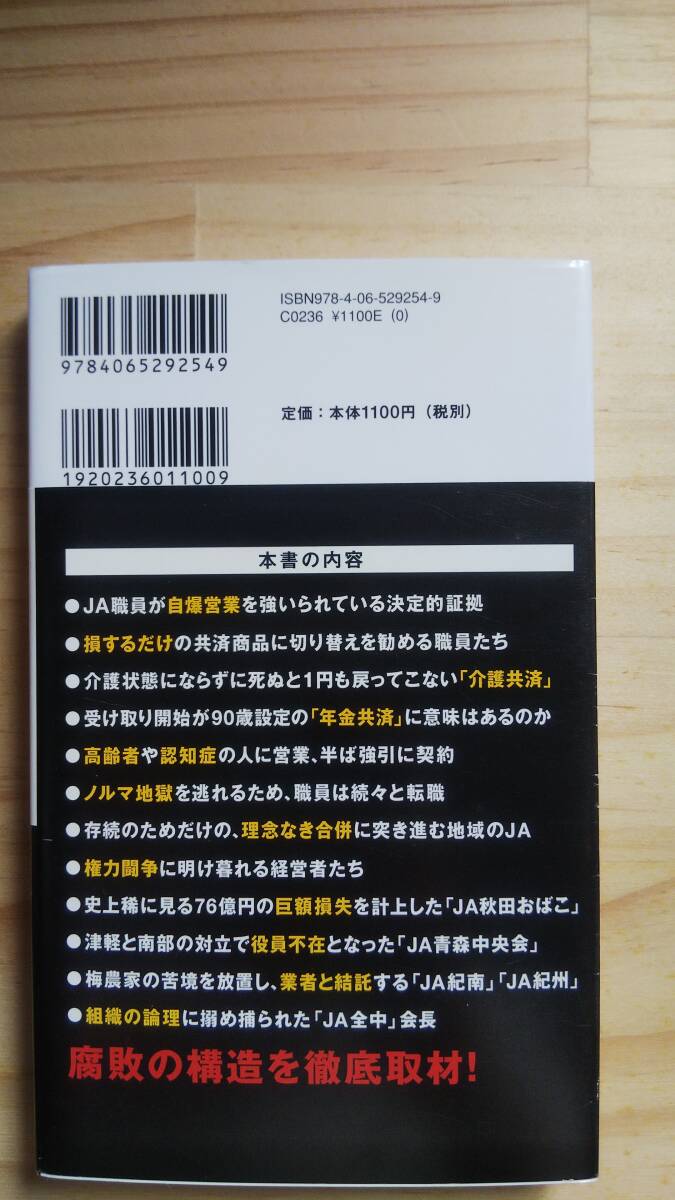 ISBN978-4-06-529254-9
C0236 ¥1100E (0)
9784065292549
定価：本体1100円（税別）
1920236011009
本書の内容
●JA職員が自爆営業を強いられている決定的証拠
●損するだけの共済商品に切り替えを勧める職員たち
●介護状態にならずに死ぬと1円も戻ってこない「介護共済」
●受け取り開始が90歳設定の「年金共済」に意味はあるのか
●高齢者や認知症の人に営業、半ば強引に契約
●ノルマ地獄を逃れるため、職員は続々と転職
●存続のためだけの、理念なき合併に突き進む地域のJA
●権力闘争に明け暮れる経営者たち
●史上稀に見る76億円の巨額損失を計上した「JA秋田おばこ」
●津軽と南部の対立で役員不在となった「JA青森中央会」
●梅農家の苦境を放置し、業者と結託する「JA紀南」「JA紀州」
●組織の論理に搦め捕られた「JA全中」会長
腐敗の構造を徹底取材！